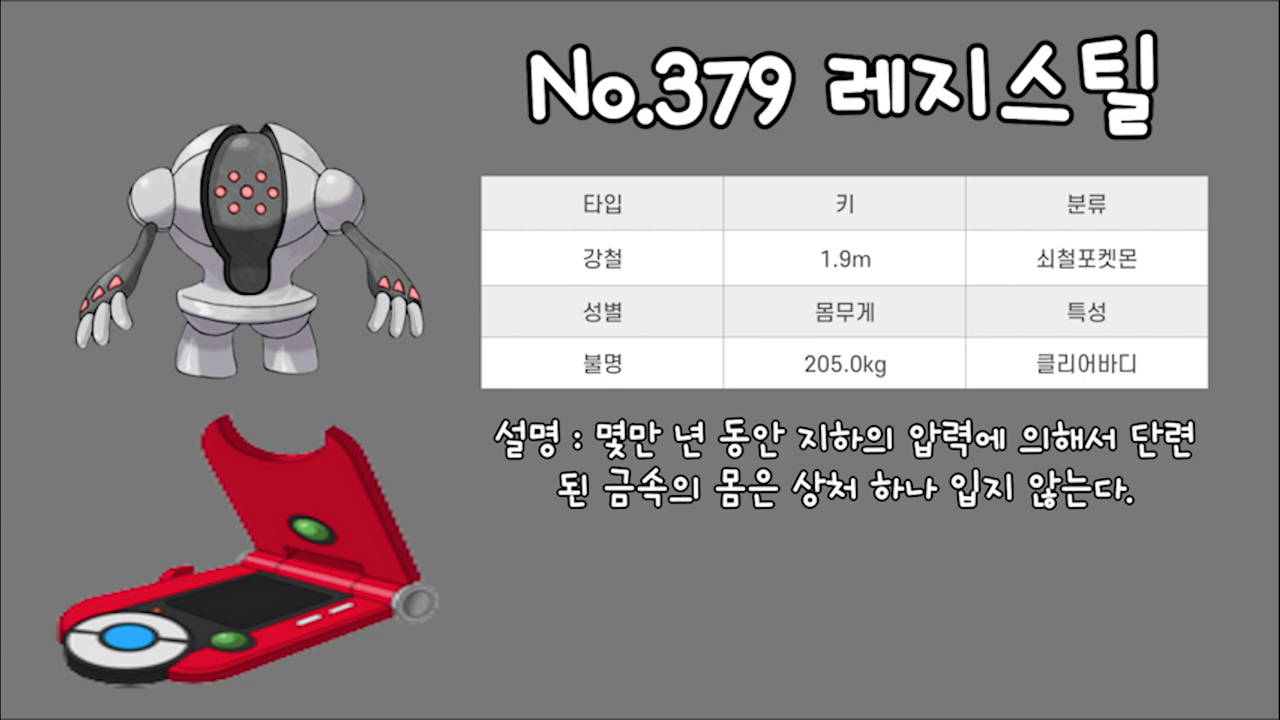 No.379 레지스틸
타입 키 분류
강철 1.9m 쇠철포켓몬
성별 몸무게 특성
불명 205.0kg 클리어바디
설명 : 몇만 년 동안 지하의 압력에 의해서 단련
된 금속의 몸은 상처 하나 입지 않는다.